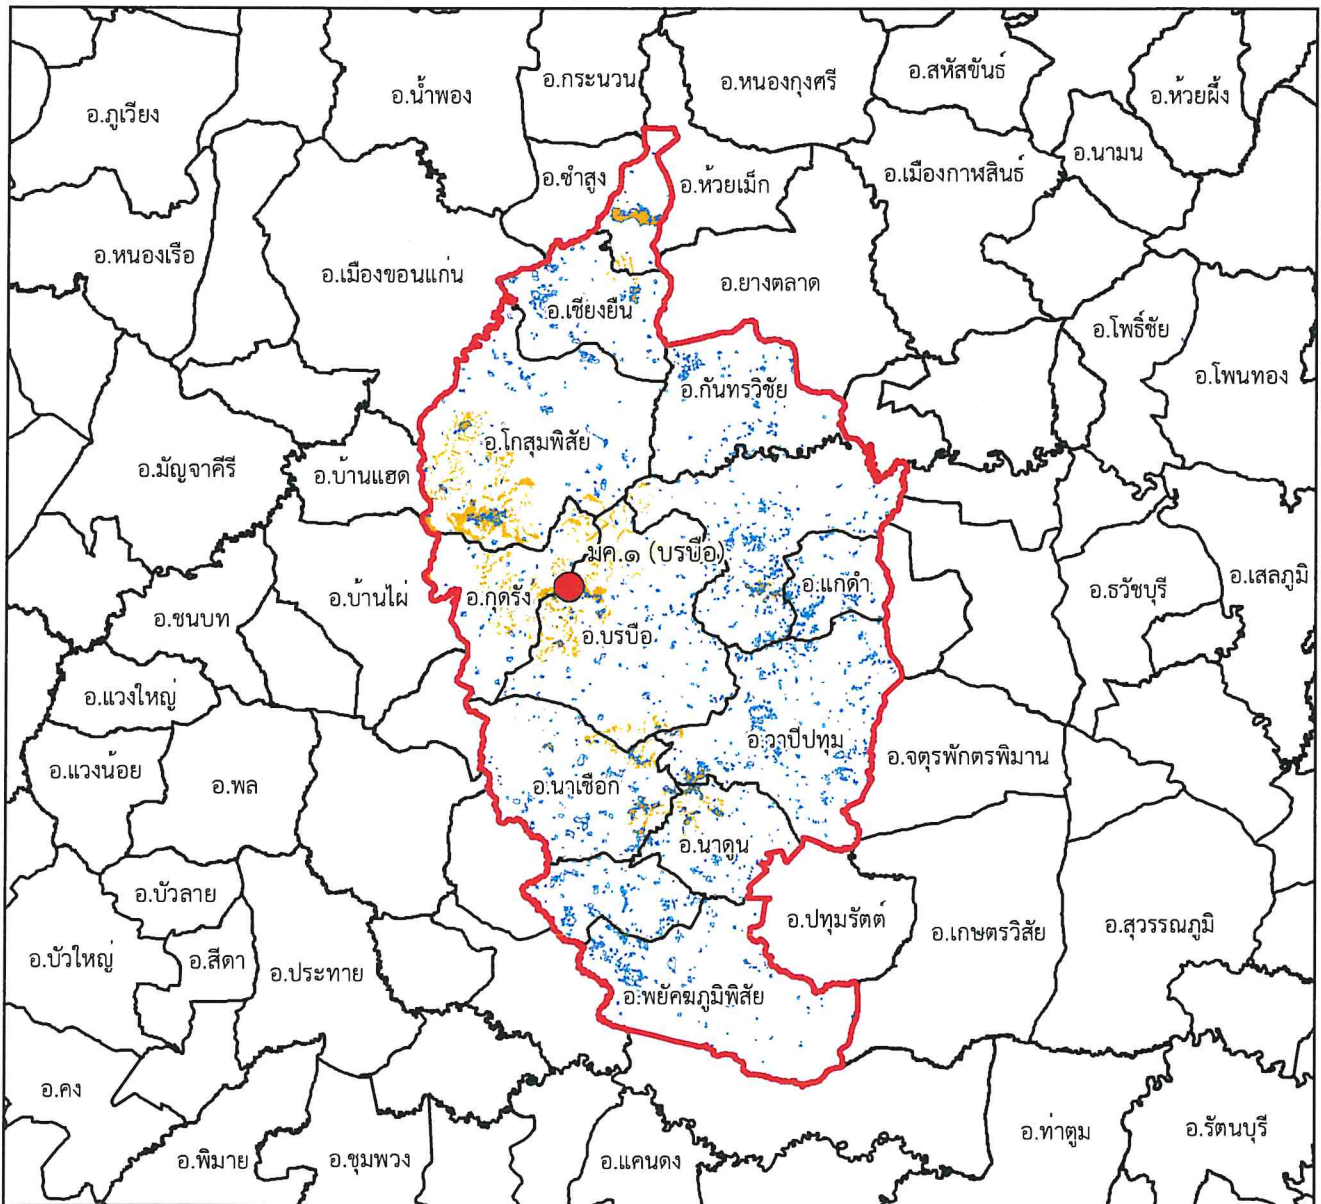 อ.กระนวน
อ.หนองกุงศรี
อ.สหัสขันธ์
อ.น้ำพอง
อ.ห้วยผึ้ง
อ.ภูเวียง
อ.นามน
อ.ซำสูง
อ.ห้วยเม็ก
อ.เมืองกาฬสินธุ์
อ.หนองเรือ
อ.เมืองขอนแก่น
อ.ยางตลาด
อ.เชียงยืน
อ.โพธิ์ชัย
อ.โพนทอง
อ.กันทรวิชัย
อ.โกสุมพิสัย
อ.มัญจาคีรี
อ.บ้านแฮด
มค.๑ (บรบือ)
อ.เสลภูมิ
อ.แกดำ
อ.ธวัชบุรี
อ.บ้านไผ่
อ.กุดรัง
อ.ชนบท
อ.บรบือ
อ.แวงใหญ่
อ.วาปีปทุม
อ.จตุรพักตรพิมาน
อ.แวงน้อย
อ.พล
อ.นาเชือก
อ.นาดูน
อ.บัวลาย
อ.ปทุมรัตต์
อ.สุวรรณภูมิ
อ.เกษตรวิสัย
อ.บัวใหญ่
อ.สีดา
อ.ประทาย
อ.พยัคฆภูมิพิสัย
อ.คง
อ.ท่าตูม
อ.รัตนบุรี
อ.พิมาย
อ.ชุมพวง
อ.แคนดง